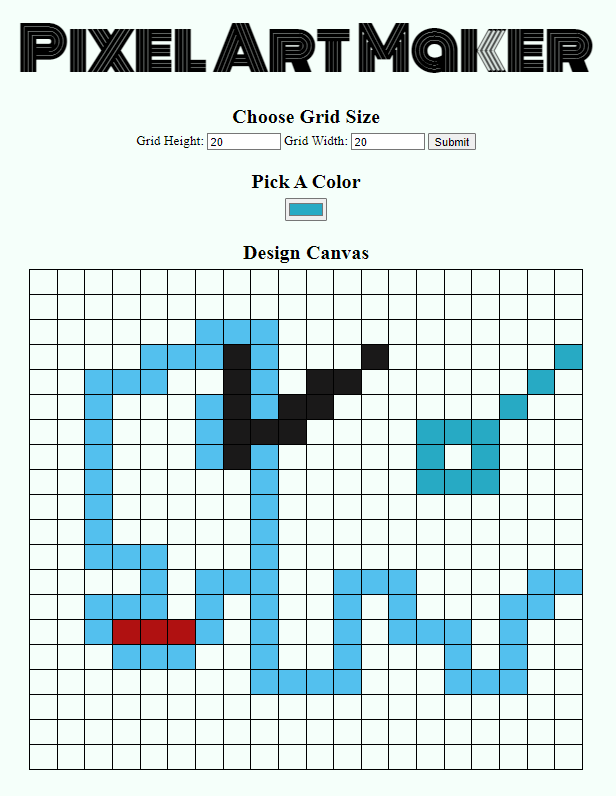 Pixel Art Maker
Choose Grid Size
Grid Height: 20 Grid Width: 20 Submit
Pick A Color
Design Canvas